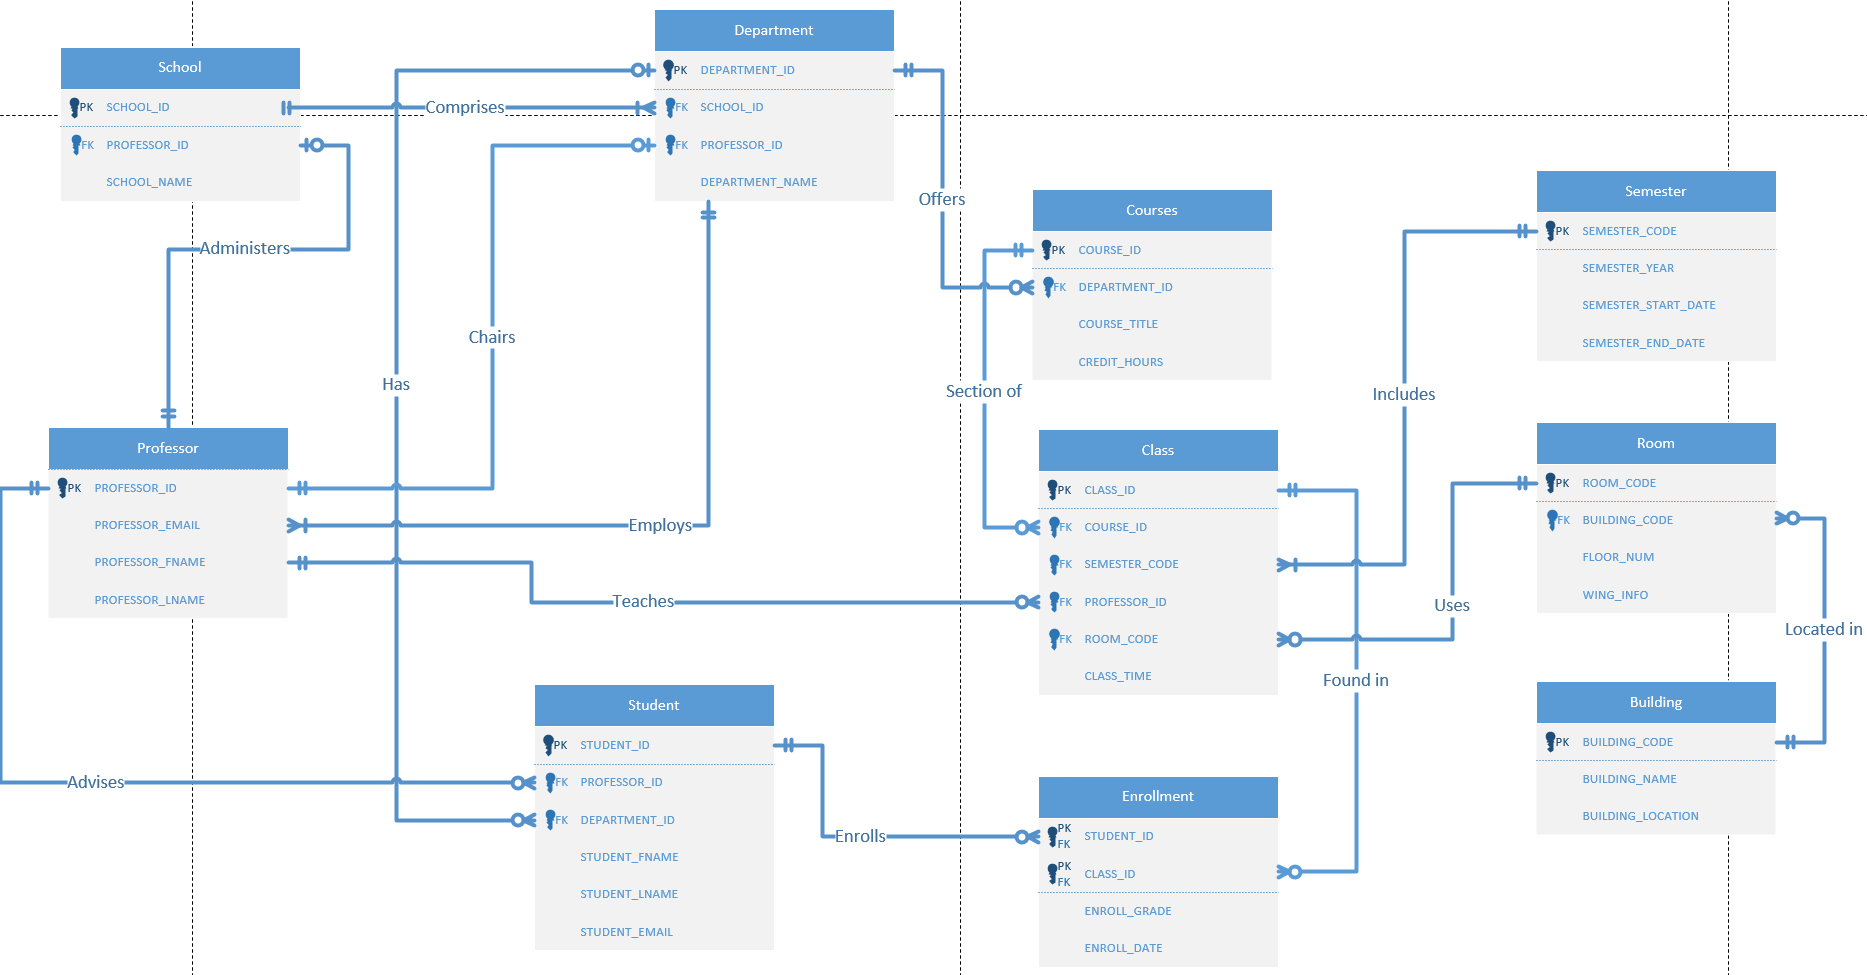 School
PK SCHOOL_ID
FK PROFESSOR_ID
SCHOOL_NAME
Comprises
Administers
Department
PK DEPARTMENT_ID
FK SCHOOL_ID
FK PROFESSOR_ID
DEPARTMENT_NAME
Offers
Chairs
Has
Courses
PK COURSE_ID
FK DEPARTMENT_ID
COURSE_TITLE
CREDIT_HOURS
Section of
Semester
PK SEMESTER_CODE
SEMESTER_YEAR
SEMESTER_START_DATE
SEMESTER_END_DATE
Includes
Professor
PK PROFESSOR_ID
PROFESSOR_EMAIL
PROFESSOR_FNAME
PROFESSOR_LNAME
Employs
Teaches
Class
PK CLASS_ID
FK COURSE_ID
FK SEMESTER_CODE
FK PROFESSOR_ID
FK ROOM_CODE
CLASS_TIME
Uses
Found in
Room
PK ROOM_CODE
FK BUILDING_CODE
FLOOR_NUM
WING_INFO
Located in
Student
PK STUDENT_ID
FK PROFESSOR_ID
FK DEPARTMENT_ID
STUDENT_FNAME
STUDENT_LNAME
STUDENT_EMAIL
Advises
Enrolls
Enrollment
PK
FK STUDENT_ID
PK
FK CLASS_ID
ENROLL_GRADE
ENROLL_DATE
Building
PK BUILDING_CODE
BUILDING_NAME
BUILDING_LOCATION